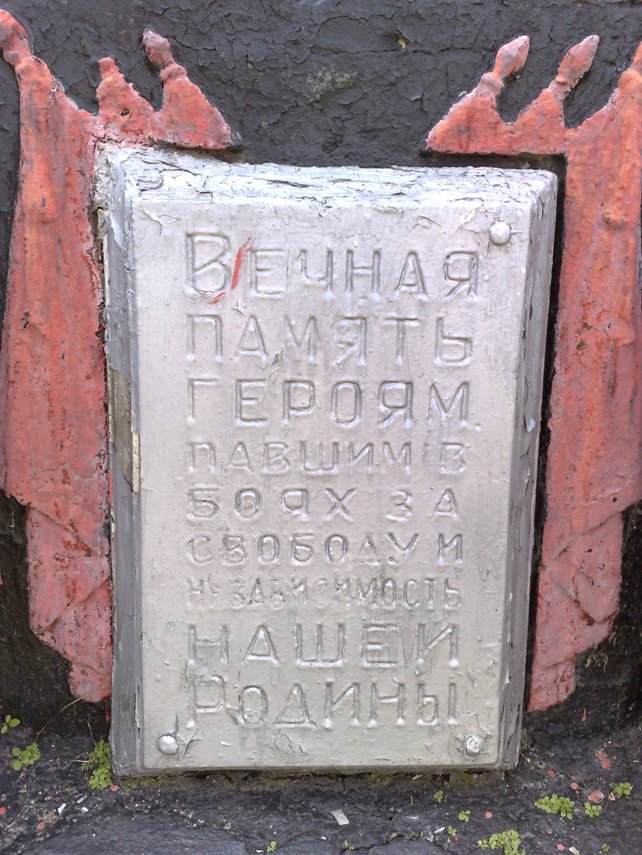 Вечная
память
героям,
павшим в
боях за
свободу и
независимость
нашей
Родины